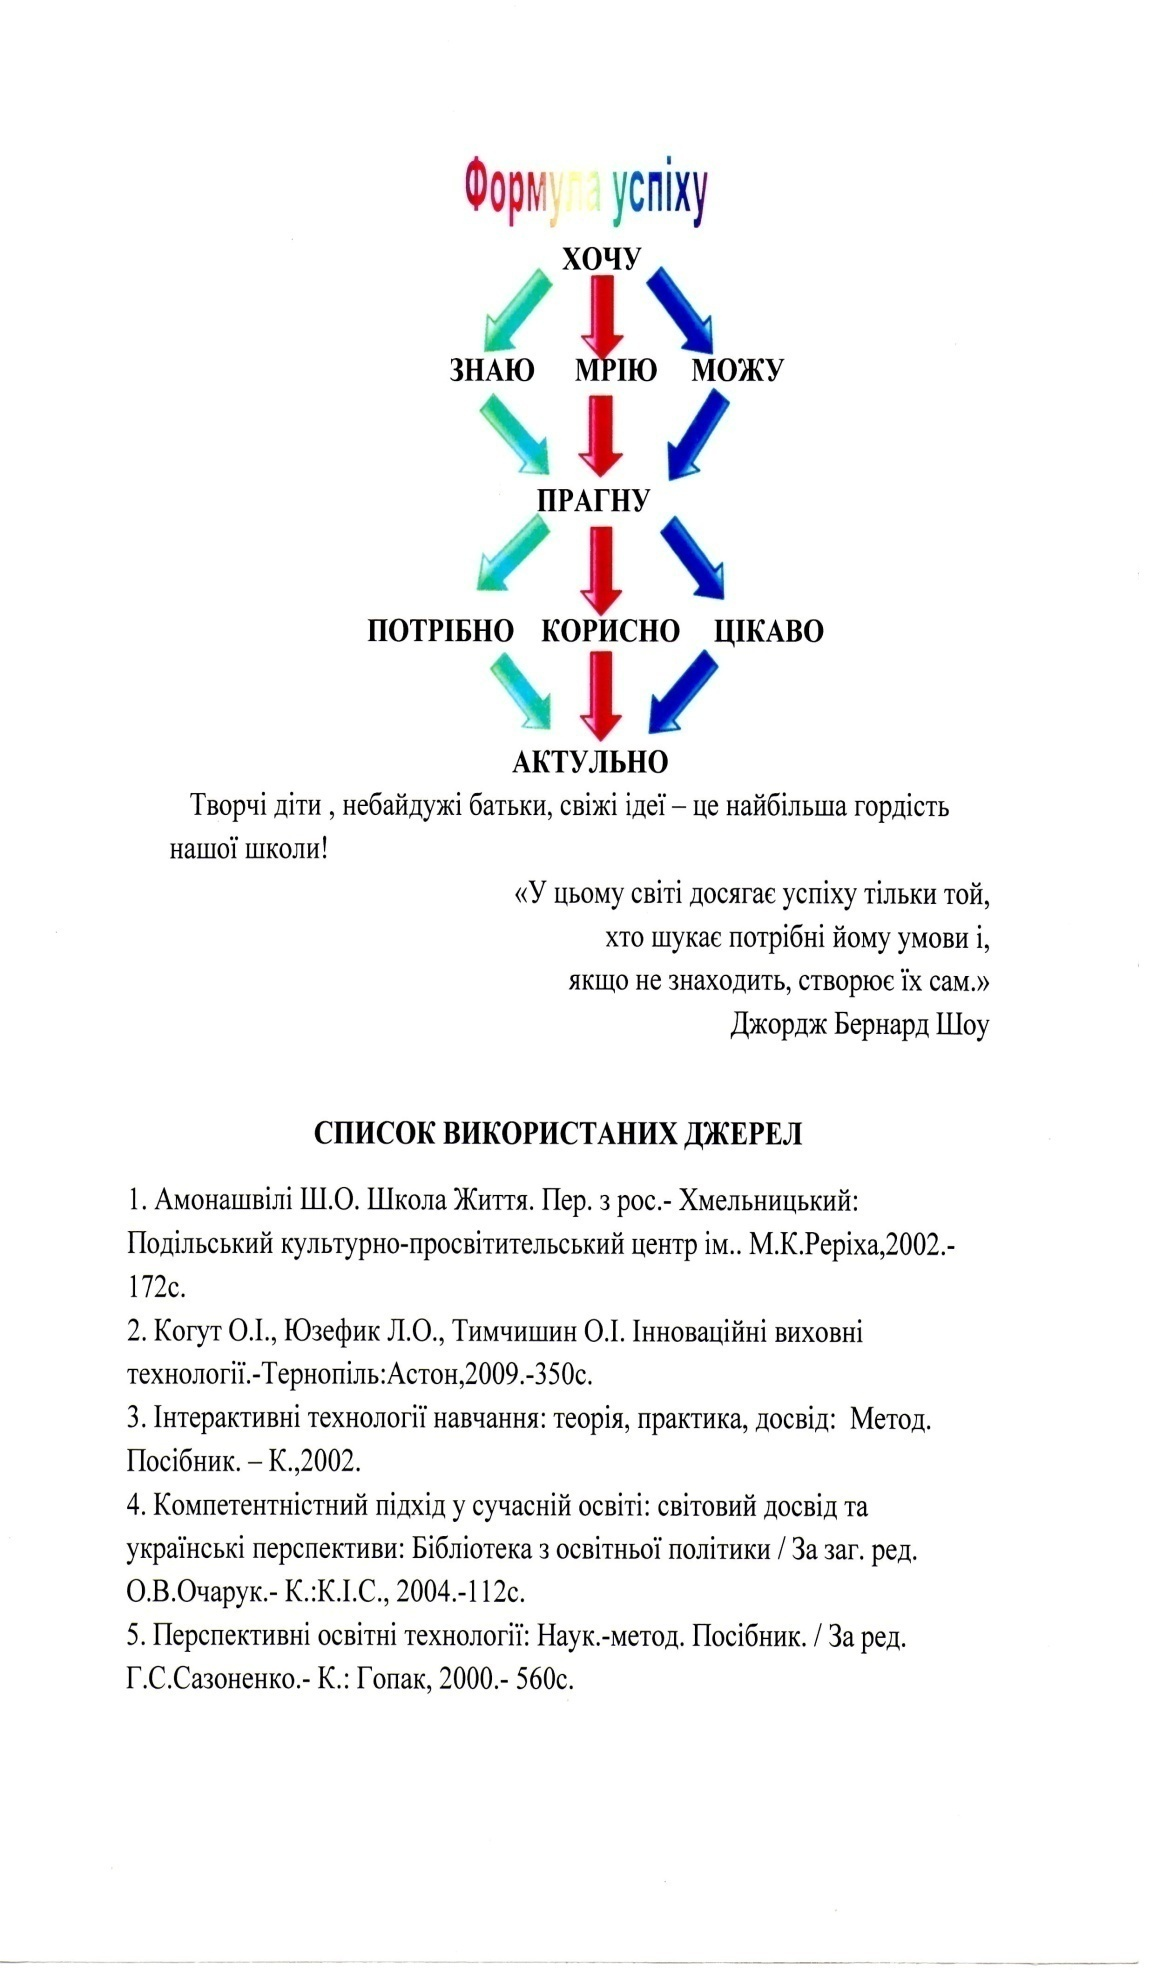 Формула успіху
ХОЧУ
ЗНАЮ МРІЮ МОЖУ
ПРАГНУ
ПОТРІБНО КОРИСНО ЦІКАВО
АКТУЛЬНО
Творчі діти , небайдужі батьки, свіжі ідеї – це найбільша гордість
нашої школи!
«У цьому світі досягає успіху тільки той,
хто шукає потрібні йому умови і,
якщо не знаходить, створює їх сам.»
Джордж Бернард Шоу
СПИСОК ВИКОРИСТАНИХ ДЖЕРЕЛ
1. Амонашвілі Ш.О. Школа Життя. Пер. з рос.- Хмельницький:
Подільський культурно-просвітительський центр ім.. М.К.Реріха,2002.-
172с.
2. Когут О.І., Юзефик Л.О., Тимчишин О.І. Інноваційні виховні
технології.-Тернопіль:Астон,2009.-350с.
3. Інтерактивні технології навчання: теорія, практика, досвід:  Метод.
Посібник. – К.,2002.
4. Компетентністний підхід у сучасній освіті: світовий досвід та
українські перспективи: Бібліотека з освітньої політики / За заг. ред.
О.В.Очарук.- К.:К.І.С., 2004.-112с.
5. Перспективні освітні технології: Наук.-метод. Посібник. / За ред.
Г.С.Сазоненко.- К.: Гопак, 2000.- 560с.